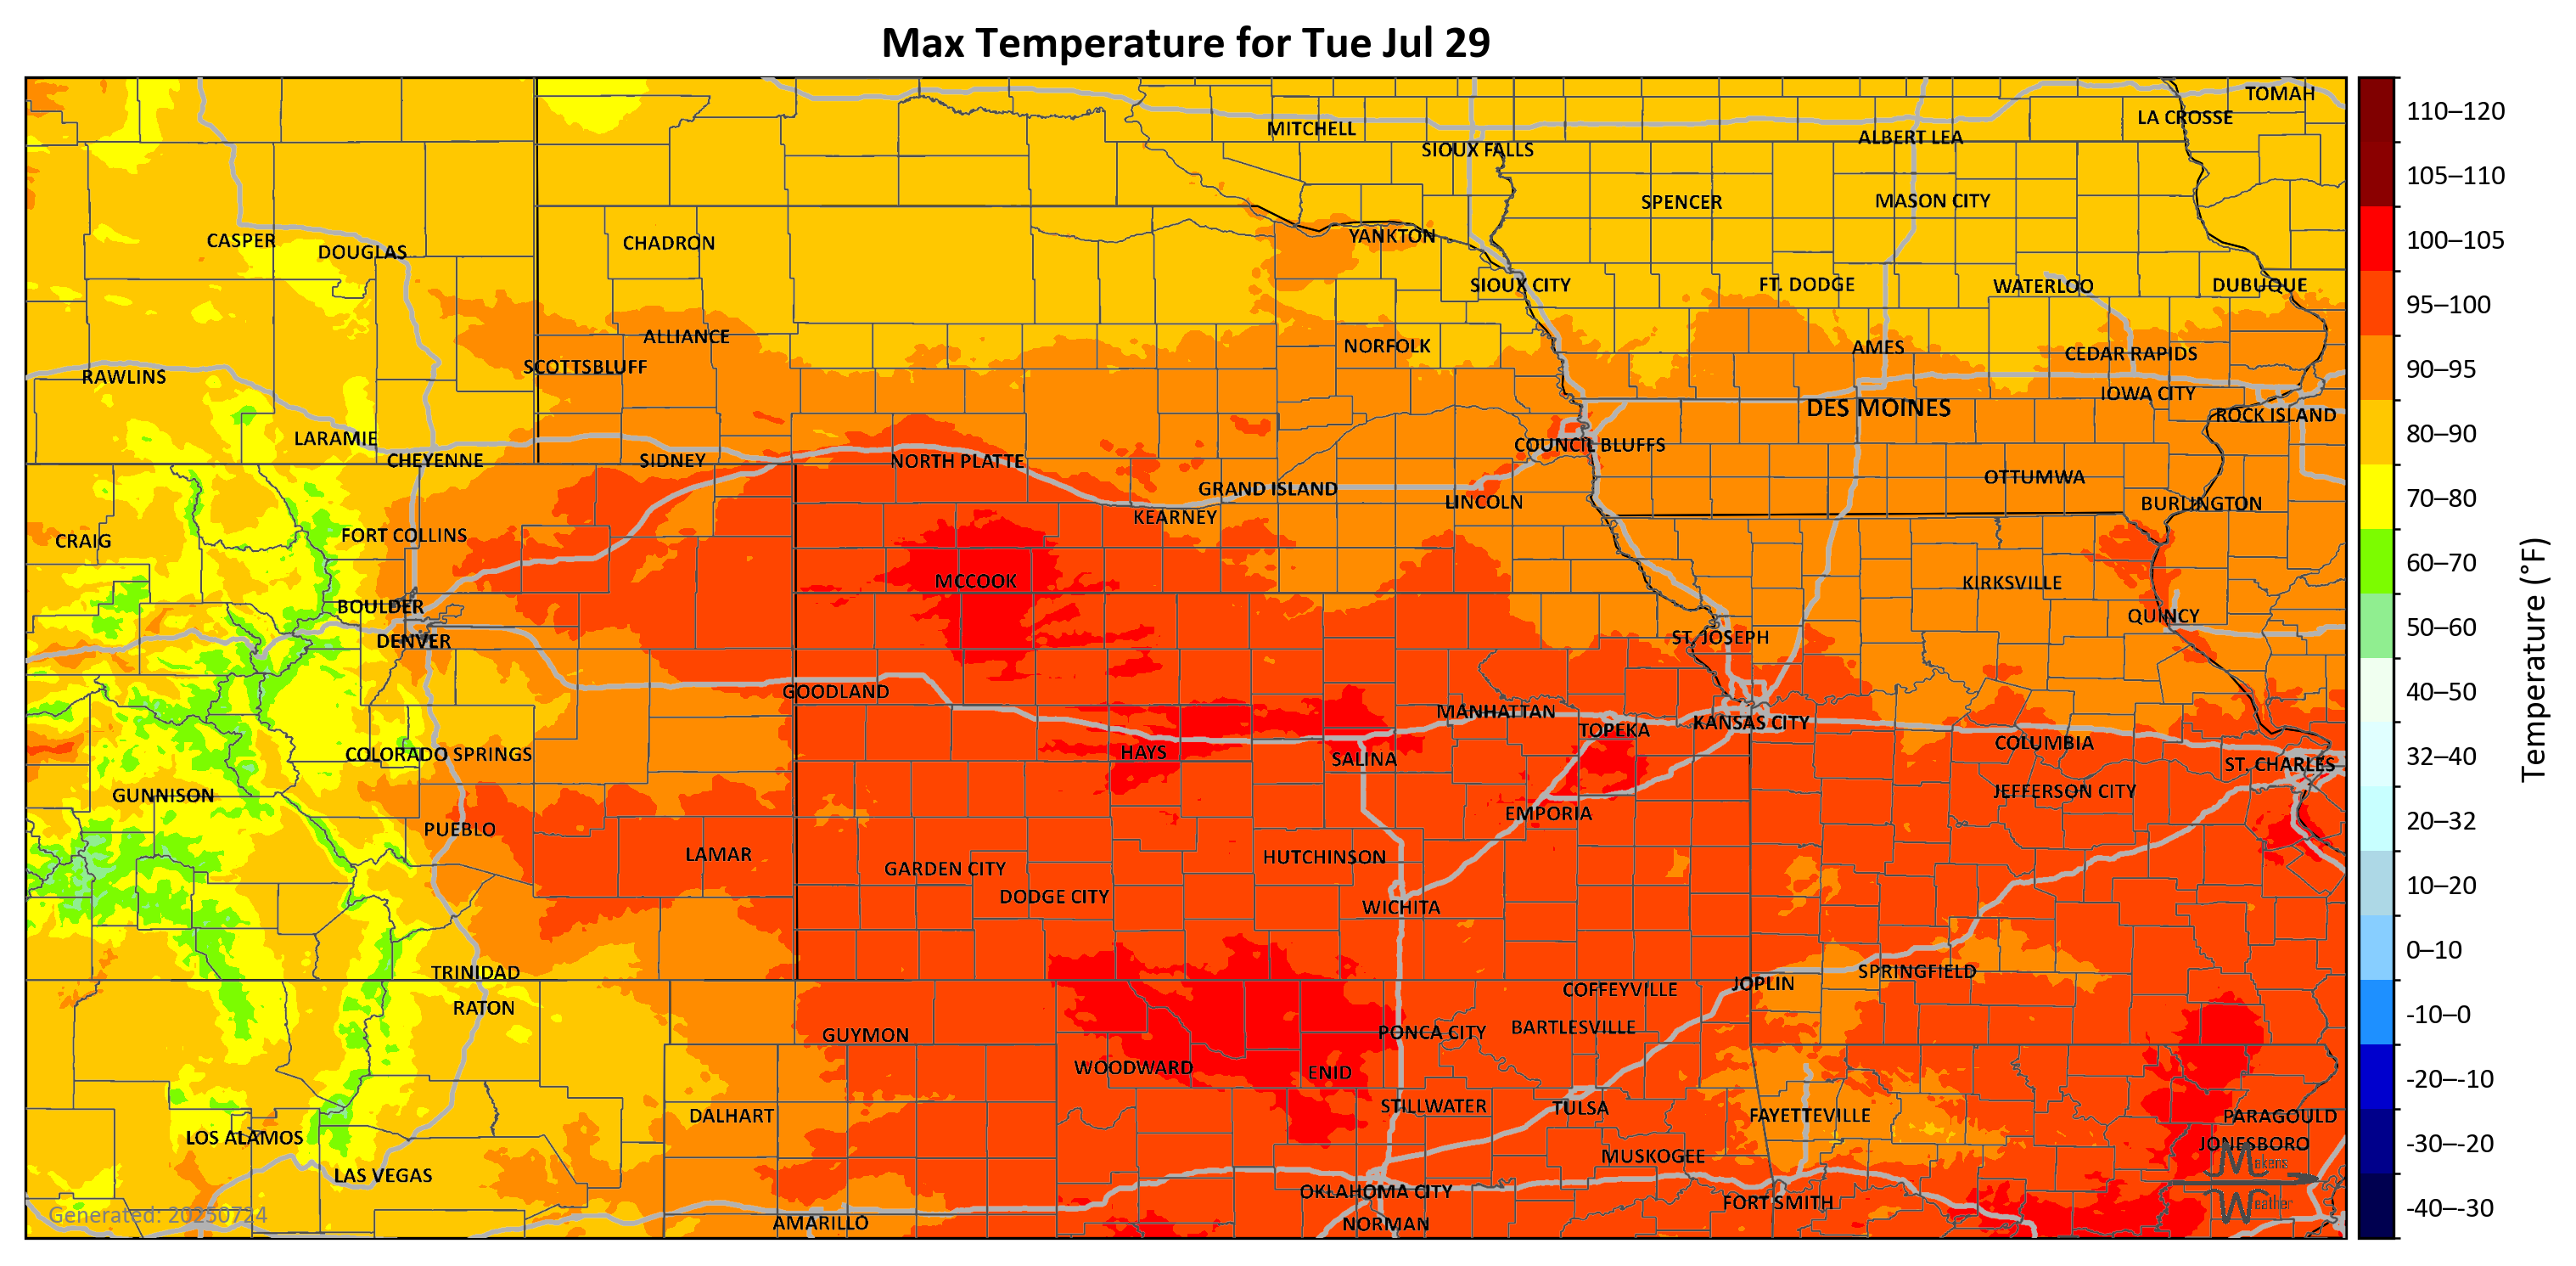 Max Temperature for Tue Jul 29
TOMAH
LA CROSSE
MITCHELL
ALBERT LEA
SIOUX FALLS
SPENCER
MASON CITY
CASPER
DOUGLAS
CHADRON
YANKTON
SIOUX CITY
FT. DODGE
WATERLOO
DUBUQUE
ALLIANCE
NORFOLK
AMES
CEDAR RAPIDS
SCOTTSBLUFF
RAWLINS
IOWA CITY
DES MOINES
ROCK ISLAND
LARAMIE
COUNCIL BLUFFS
CHEYENNE
SIDNEY
NORTH PLATTE
OTTUMWA
GRAND ISLAND
LINCOLN
BURLINGTON
KEARNEY
FORT COLLINS
CRAIG
MCCOOK
KIRKSVILLE
BOULDER
QUINCY
DENVER
ST. JOSEPH
GOODLAND
MANHATTAN
KANSAS CITY
TOPEKA
COLUMBIA
COLORADO SPRINGS
HAYS
SALINA
ST. CHARLES
GUNNISON
JEFFERSON CITY
EMPORIA
PUEBLO
LAMAR
HUTCHINSON
GARDEN CITY
DODGE CITY
WICHITA
TRINIDAD
SPRINGFIELD
JOPLIN
COFFEYVILLE
RATON
BARTLESVILLE
PONCA CITY
GUYMON
WOODWARD
ENID
STILLWATER
TULSA
DALHART
FAYETTEVILLE
PARAGOULD
LOS ALAMOS
JONESBORO
MUSKOGEE
LAS VEGAS
OKLAHOMA CITY
FORT SMITH
AMARILLO
NORMAN
Makens
Weather
Generated: 20250724
110–120
105–110
100–105
95–100
90–95
80–90
70–80
60–70
50–60
40–50
32–40
20–32
10–20
0–10
-10–0
-20–-10
-30–-20
-40–-30
Temperature (°F)